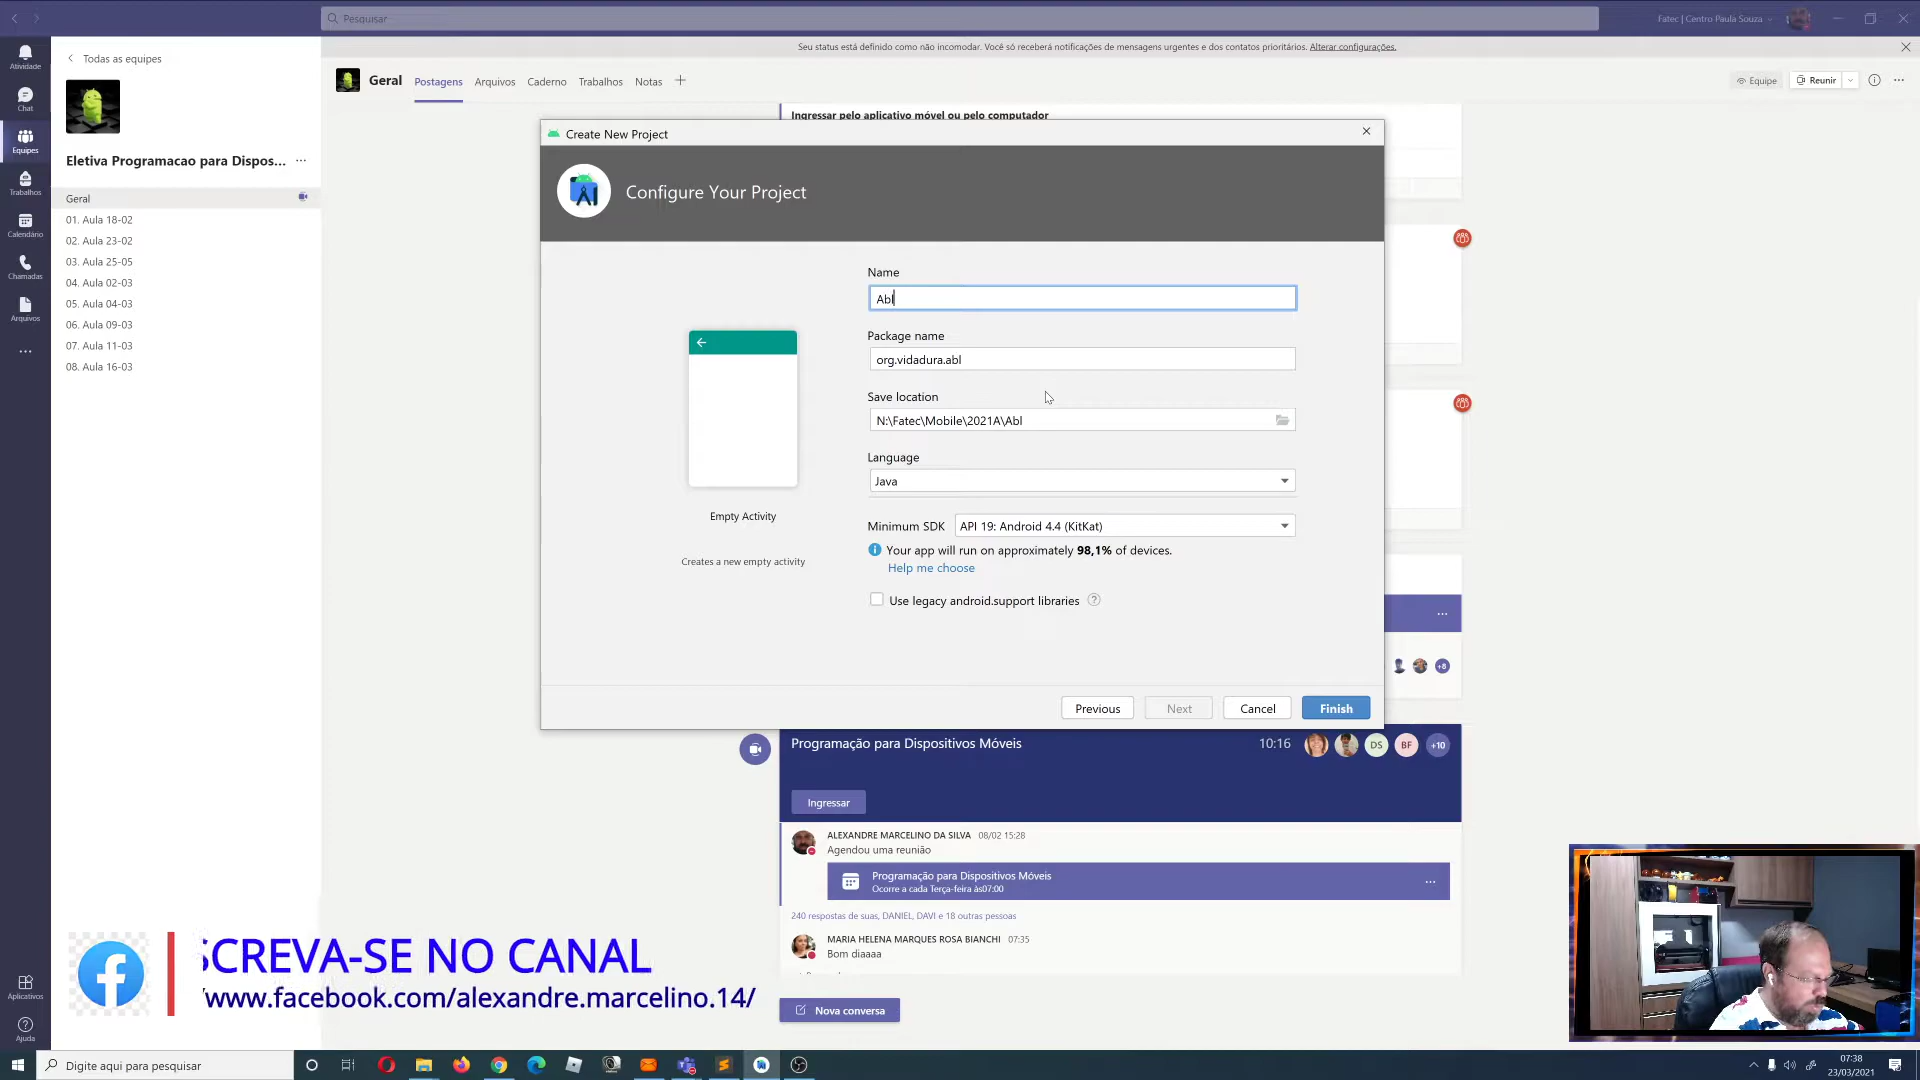 Pesquisar
Fatec | Centro Paula Souza
Seu status está definido como não incomodar. Você só receberá notificações de mensagens urgentes e dos contatos prioritários. Alterar configurações.
Atividade
Chat
Equipes
Trabalhos
Calendário
Chamadas
Arquivos
Aplicativos
Ajuda
Todas as equipes
Eletiva Programacao para Dispos...
Geral
01. Aula 18-02
02. Aula 23-02
03. Aula 25-05
04. Aula 02-03
05. Aula 04-03
06. Aula 09-03
07. Aula 11-03
08. Aula 16-03
Geral
Postagens
Arquivos
Caderno
Trabalhos
Notas
Equipe
Reunir
Ingressar pelo aplicativo móvel ou pelo computador
Create New Project
Configure Your Project
Name
Abl
Package name
org.vidadura.abl
Save location
N:\Fatec\Mobile\2021A\Abl
Language
Java
Minimum SDK
API 19: Android 4.4 (KitKat)
Your app will run on approximately 98,1% of devices.
Help me choose
Use legacy android.support libraries
Empty Activity
Creates a new empty activity
Previous
Next
Cancel
Finish
+8
Programação para Dispositivos Móveis
10:16
DS
BF
+10
Ingressar
ALEXANDRE MARCELINO DA SILVA 08/02 15:28
Agendou uma reunião
Programação para Dispositivos Móveis
Ocorre a cada Terça-feira às07:00
240 respostas de suas, DANIEL, DAVI e 18 outras pessoas
MARIA HELENA MARQUES ROSA BIANCHI 07:35
Bom diaaaa
Nova conversa
SCREVA-SE NO CANAL
www.facebook.com/alexandre.marcelino.14/
Digite aqui para pesquisar
07:38
23/03/2021